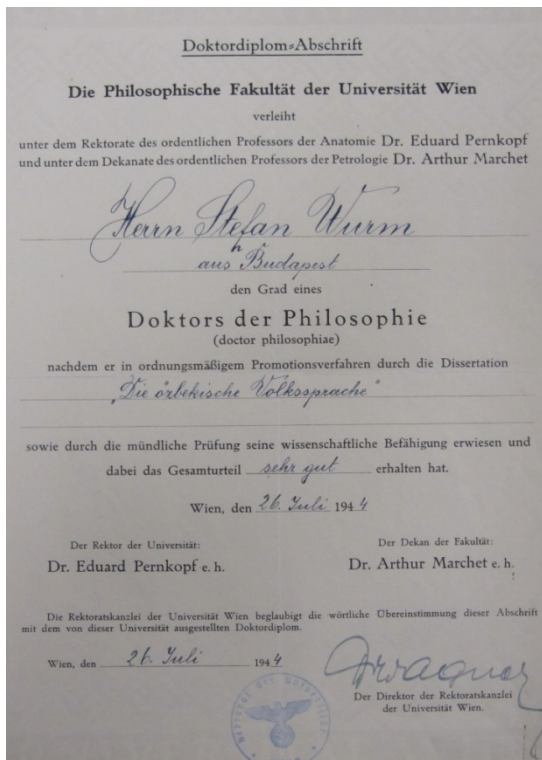 Doktordiplom=Abschrift
Die Philosophische Fakultät der Universität Wien
verleiht
unter dem Rektorate des ordentlichen Professors der Anatomie Dr. Eduard Pernkopf
und unter dem Dekanate des ordentlichen Professors der Petrologie Dr. Arthur Marchet
Herrn Stefan Wurm
aus Budapest
den Grad eines
Doktors der Philosophie
(doctor philosophiae)
nachdem er in ordnungsmäßigem Promotionsverfahren durch die Dissertation
„Die özbekische Volkssprache"
sowie durch die mündliche Prüfung seine wissenschaftliche Befähigung erwiesen und
dabei das Gesamturteil sehr gut erhalten hat.
Wien, den 26. Juli 1944
Der Rektor der Universität:
Dr. Eduard Pernkopf e. h.
Der Dekan der Fakultät:
Dr. Arthur Marchet e. h.
Die Rektoratskanzlei der Universität Wien beglaubigt die wörtliche Übereinstimmung dieser Abschrift
mit dem von dieser Universität ausgestellten Doktordiplom.
Wien, den 26. Juli 1944
DrWagner
Der Direktor der Rektoratskanzlei
der Universität Wien.